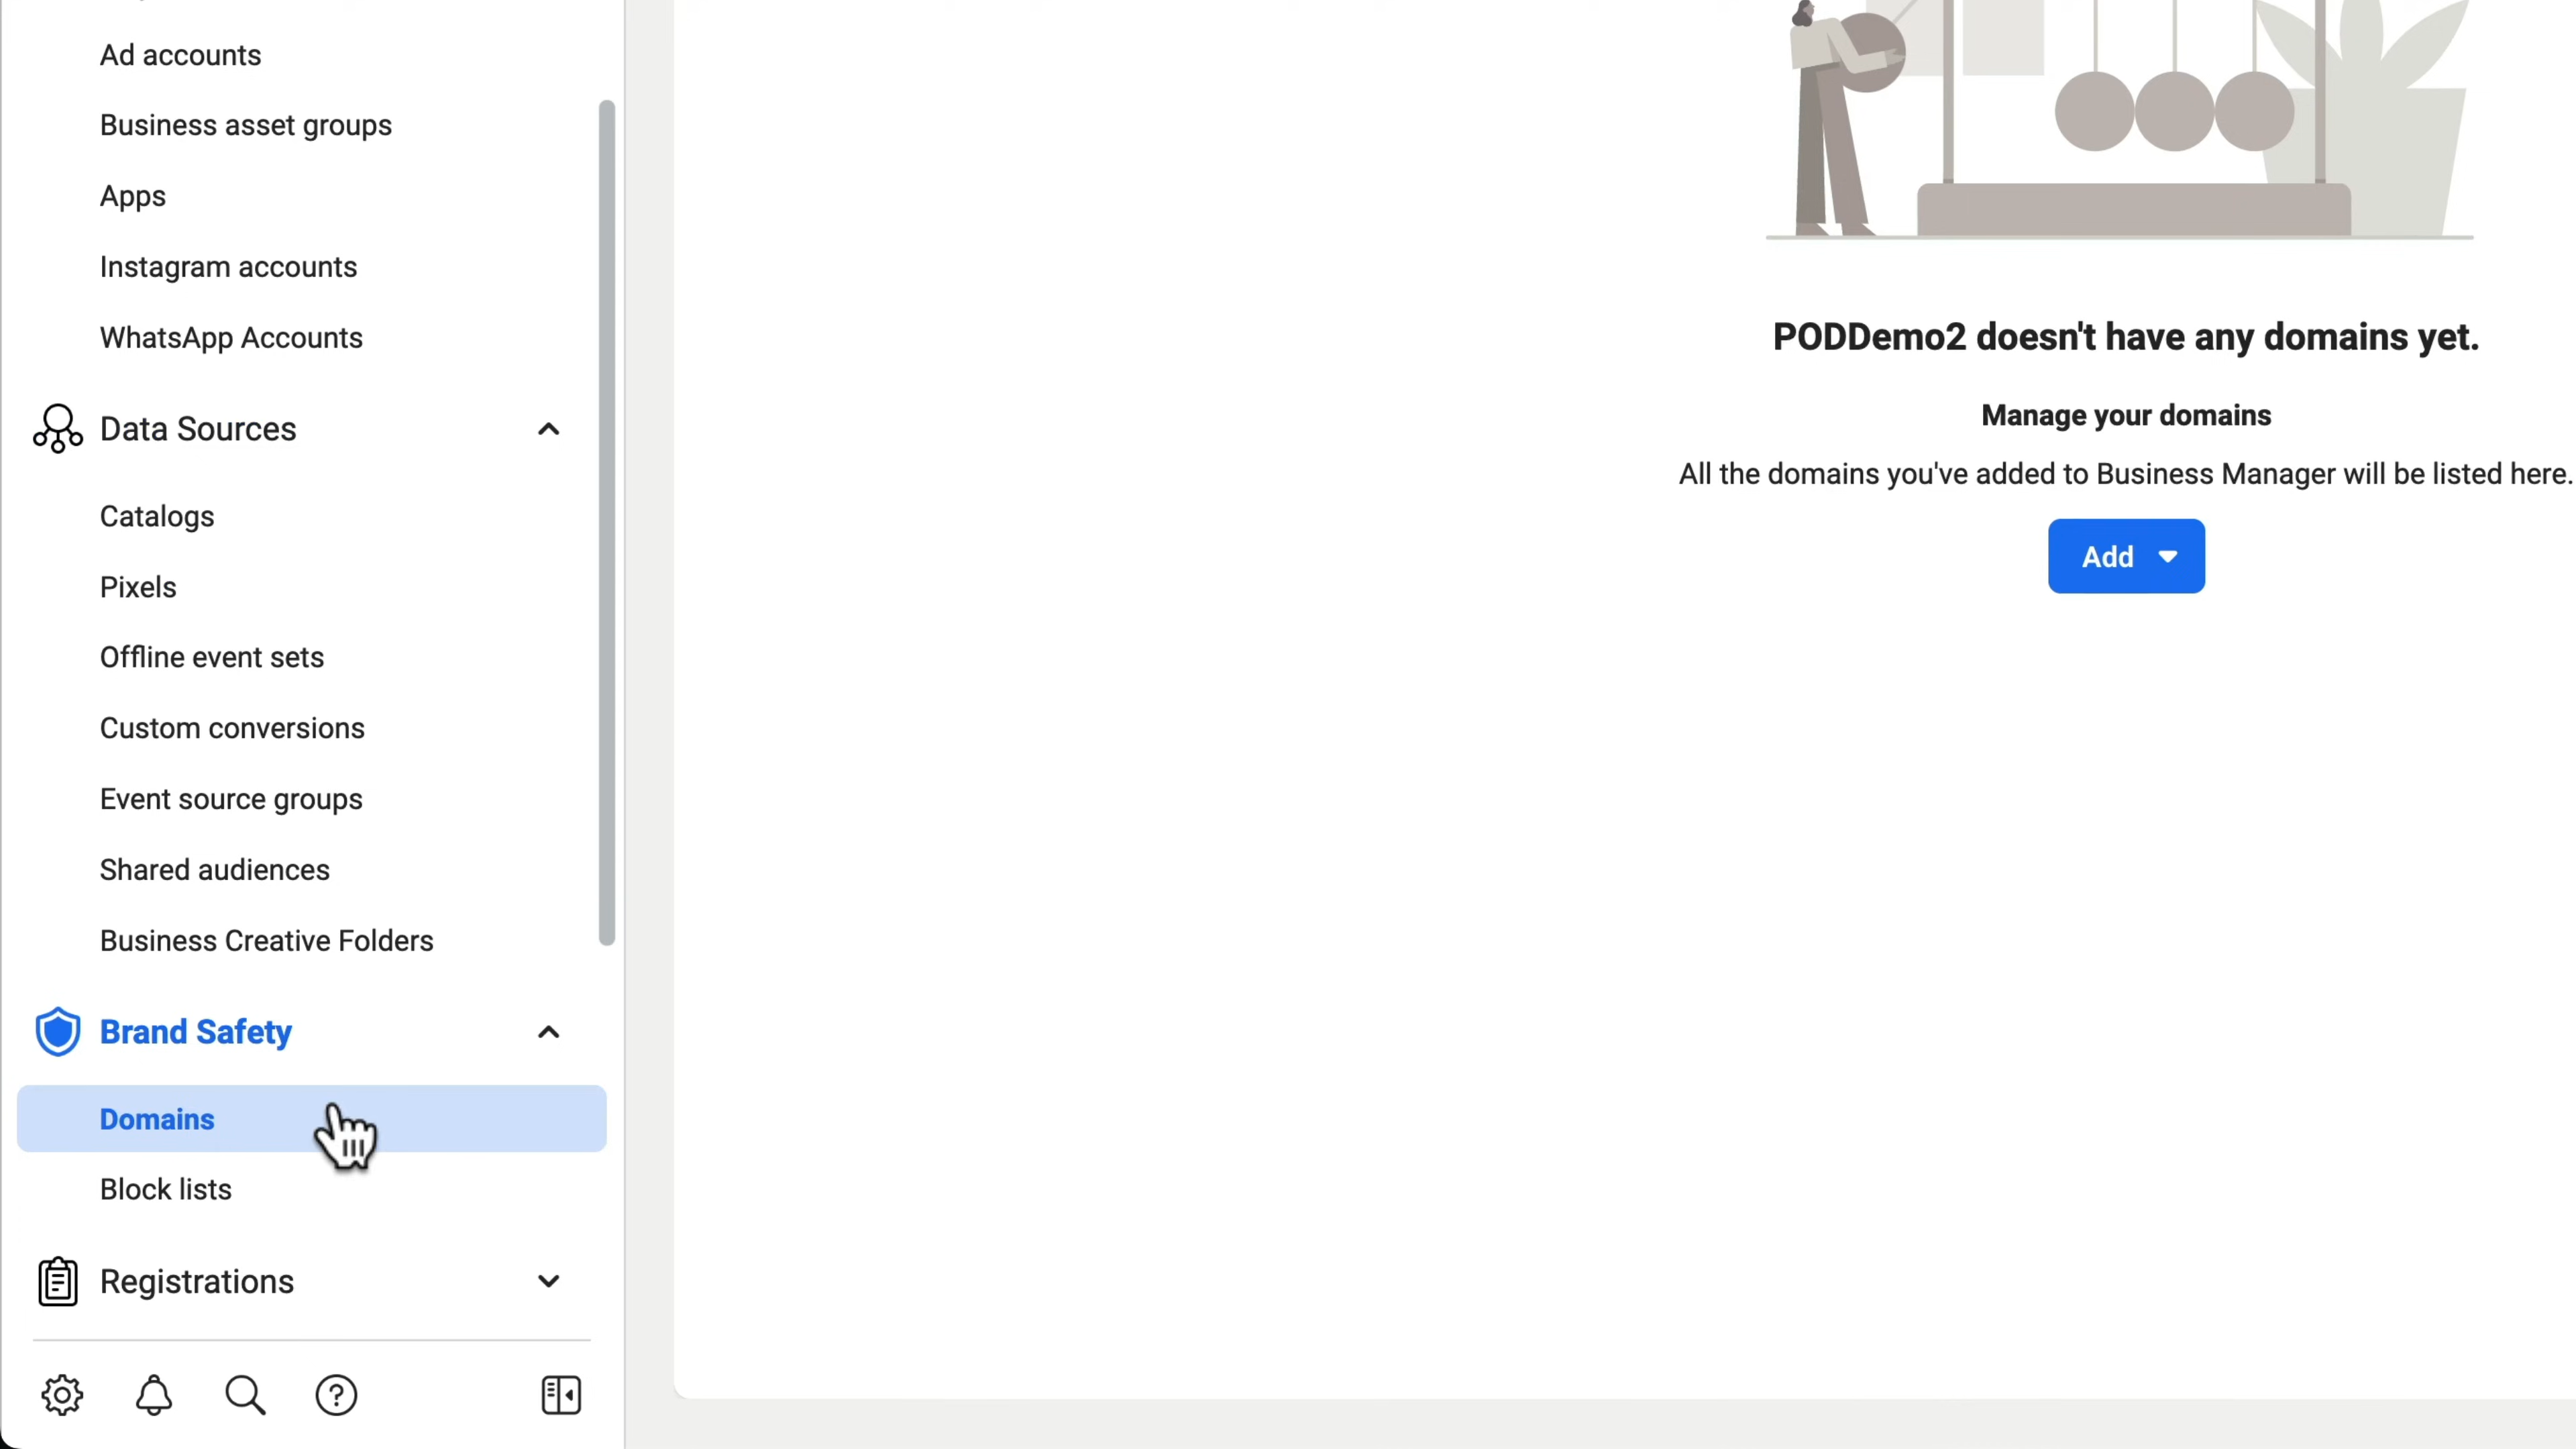 Ad accounts
Business asset groups
Apps
Instagram accounts
WhatsApp Accounts
Data Sources
Catalogs
Pixels
Offline event sets
Custom conversions
Event source groups
Shared audiences
Business Creative Folders
Brand Safety
Domains
Block lists
Registrations
PODDemo2 doesn't have any domains yet.
Manage your domains
All the domains you've added to Business Manager will be listed here.
Add